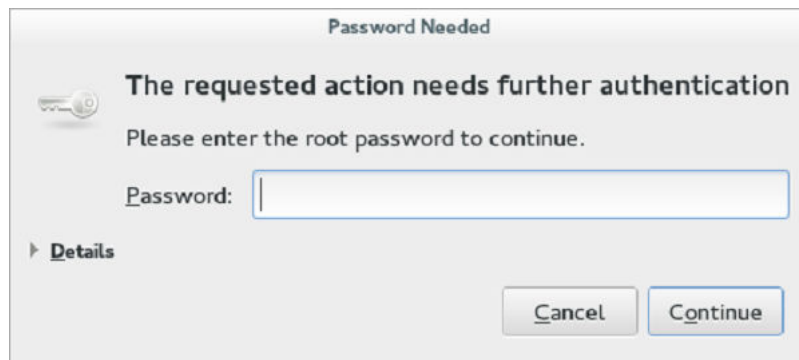 Password Needed
The requested action needs further authentication
Please enter the root password to continue.
Password:
Details
Cancel Continue